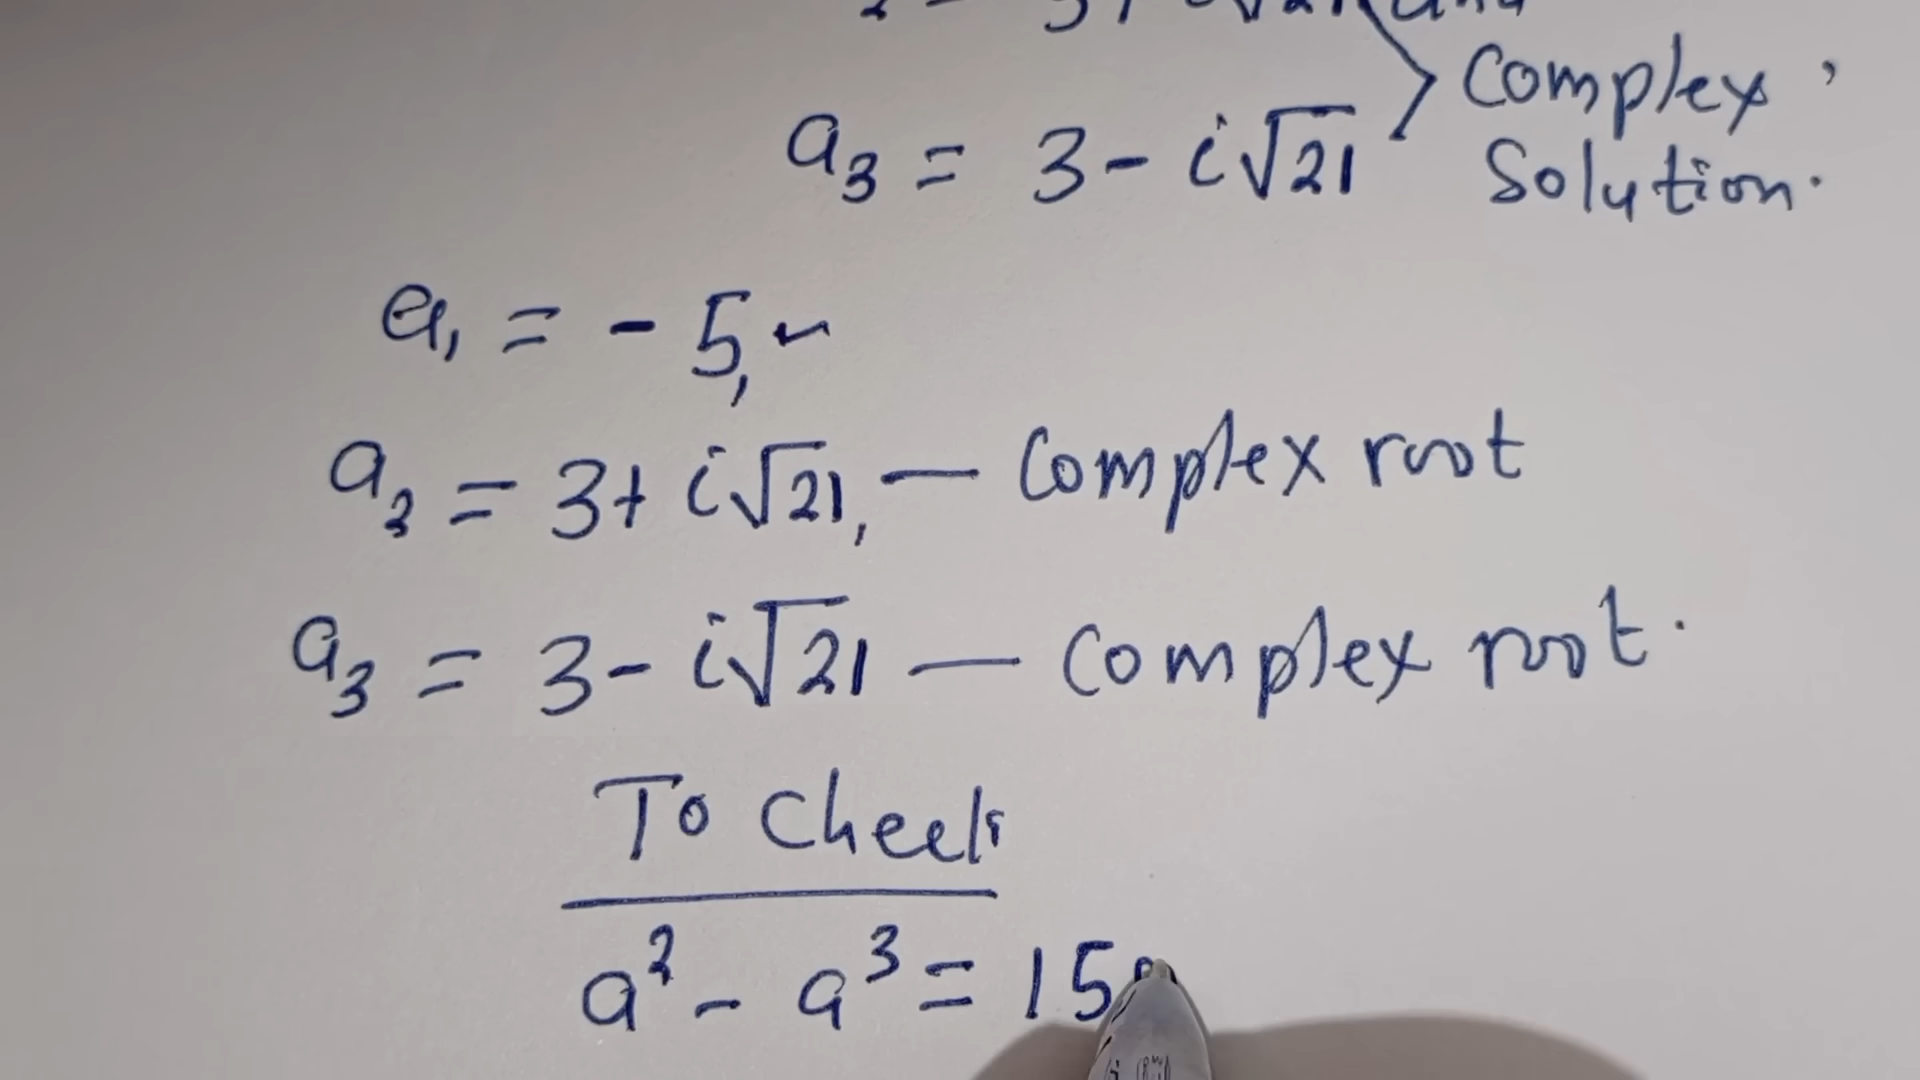 a₃ = 3 - i√21 Complex
Solution.
a₁ = - 5,
a₂ = 3 + i√21, — Complex root
a₃ = 3 - i√21 — Complex root.
To Check
a² - a³ = 15